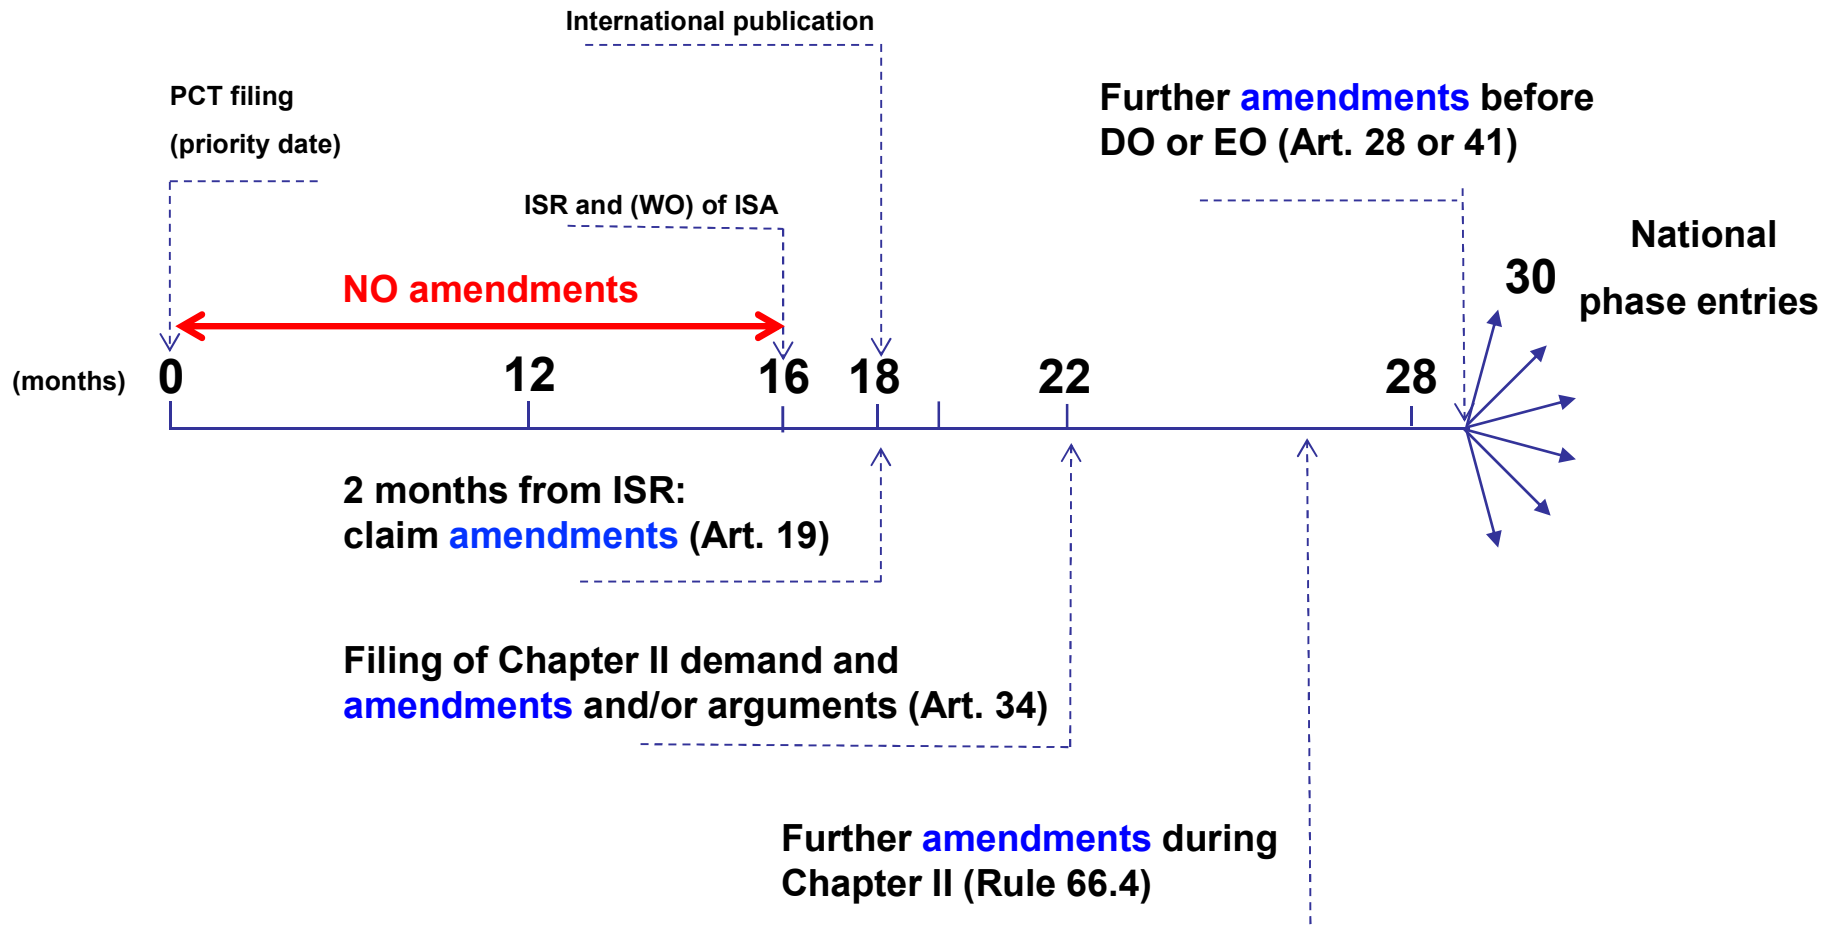 International publication
PCT filing
(priority date)
Further amendments before
DO or EO (Art. 28 or 41)
ISR and (WO) of ISA
National
phase entries
NO amendments
30
(months) 0 12 16 18 22 28
2 months from ISR:
claim amendments (Art. 19)
Filing of Chapter II demand and
amendments and/or arguments (Art. 34)
Further amendments during
Chapter II (Rule 66.4)